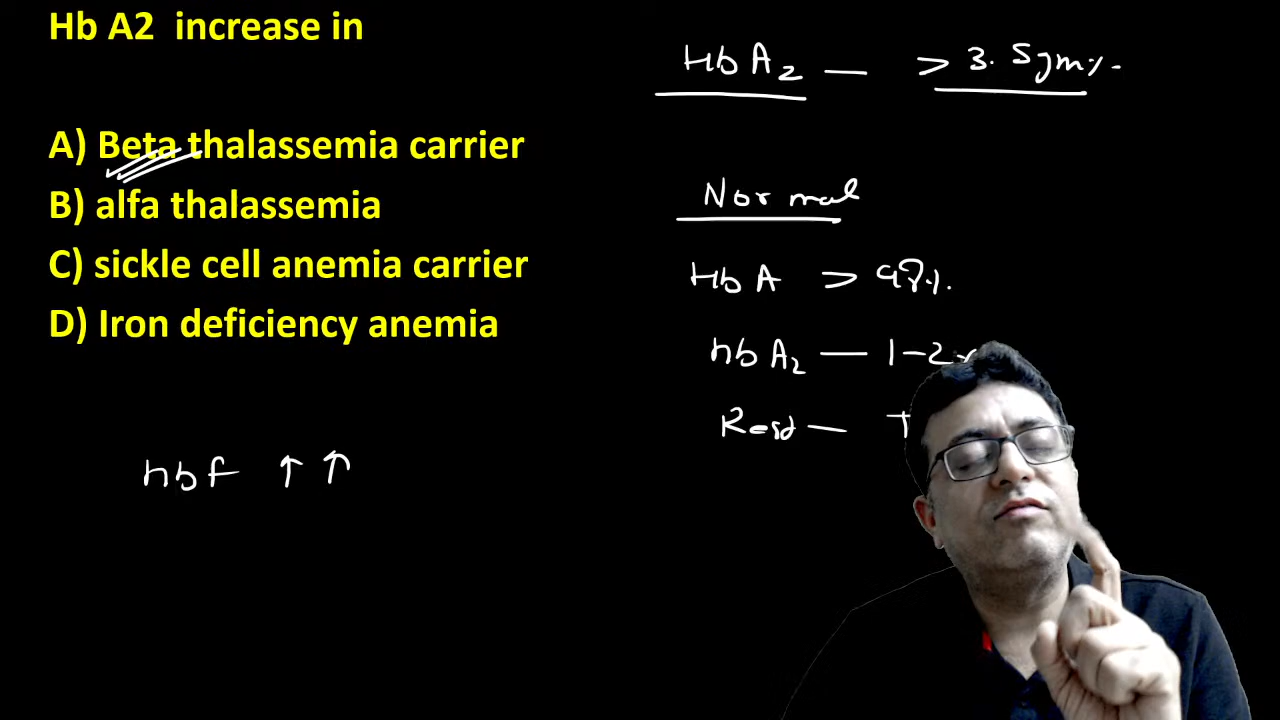 Hb A2 increase in
A) Beta thalassemia carrier
B) alfa thalassemia
C) sickle cell anemia carrier
D) Iron deficiency anemia
hbf ↑ ↑
HbA₂ — > 3.5gm%
Normal
HbA > 98%.
hbA₂ — 1-2
Rest —